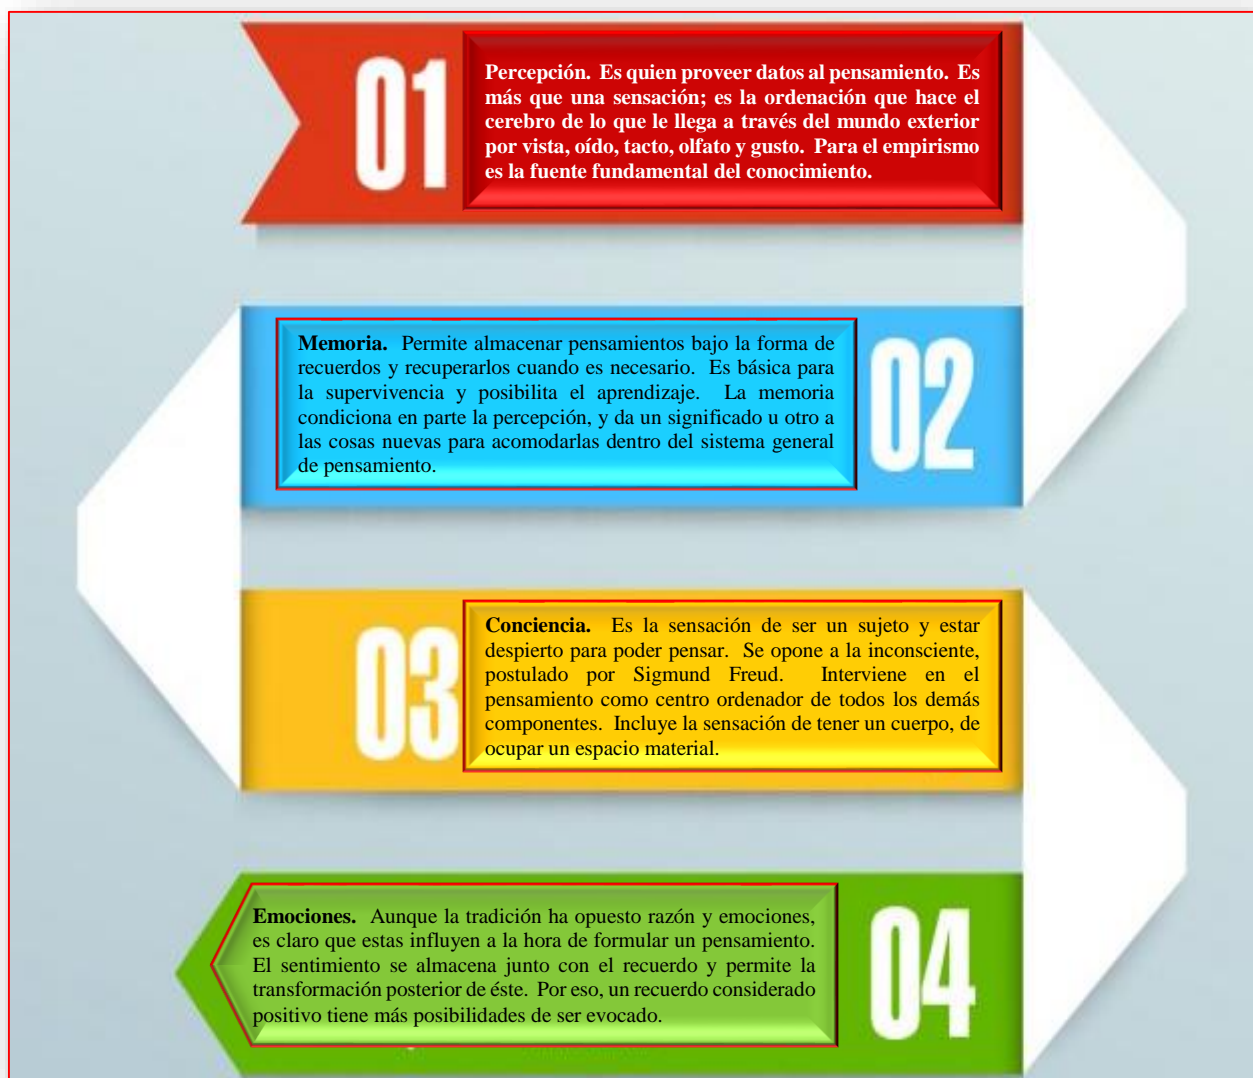 01
Percepción. Es quien proveer datos al pensamiento. Es
más que una sensación; es la ordenación que hace el
cerebro de lo que le llega a través del mundo exterior
por vista, oído, tacto, olfato y gusto. Para el empirismo
es la fuente fundamental del conocimiento.
Memoria. Permite almacenar pensamientos bajo la forma de
recuerdos y recuperarlos cuando es necesario. Es básica para
la supervivencia y posibilita el aprendizaje. La memoria
condiciona en parte la percepción, y da un significado u otro a
las cosas nuevas para acomodarlas dentro del sistema general
de pensamiento.
02
03
Conciencia. Es la sensación de ser un sujeto y estar
despierto para poder pensar. Se opone a la inconsciente,
postulado por Sigmund Freud. Interviene en el
pensamiento como centro ordenador de todos los demás
componentes. Incluye la sensación de tener un cuerpo, de
ocupar un espacio material.
Emociones. Aunque la tradición ha opuesto razón y emociones,
es claro que estas influyen a la hora de formular un pensamiento.
El sentimiento se almacena junto con el recuerdo y permite la
transformación posterior de éste. Por eso, un recuerdo considerado
positivo tiene más posibilidades de ser evocado.
04